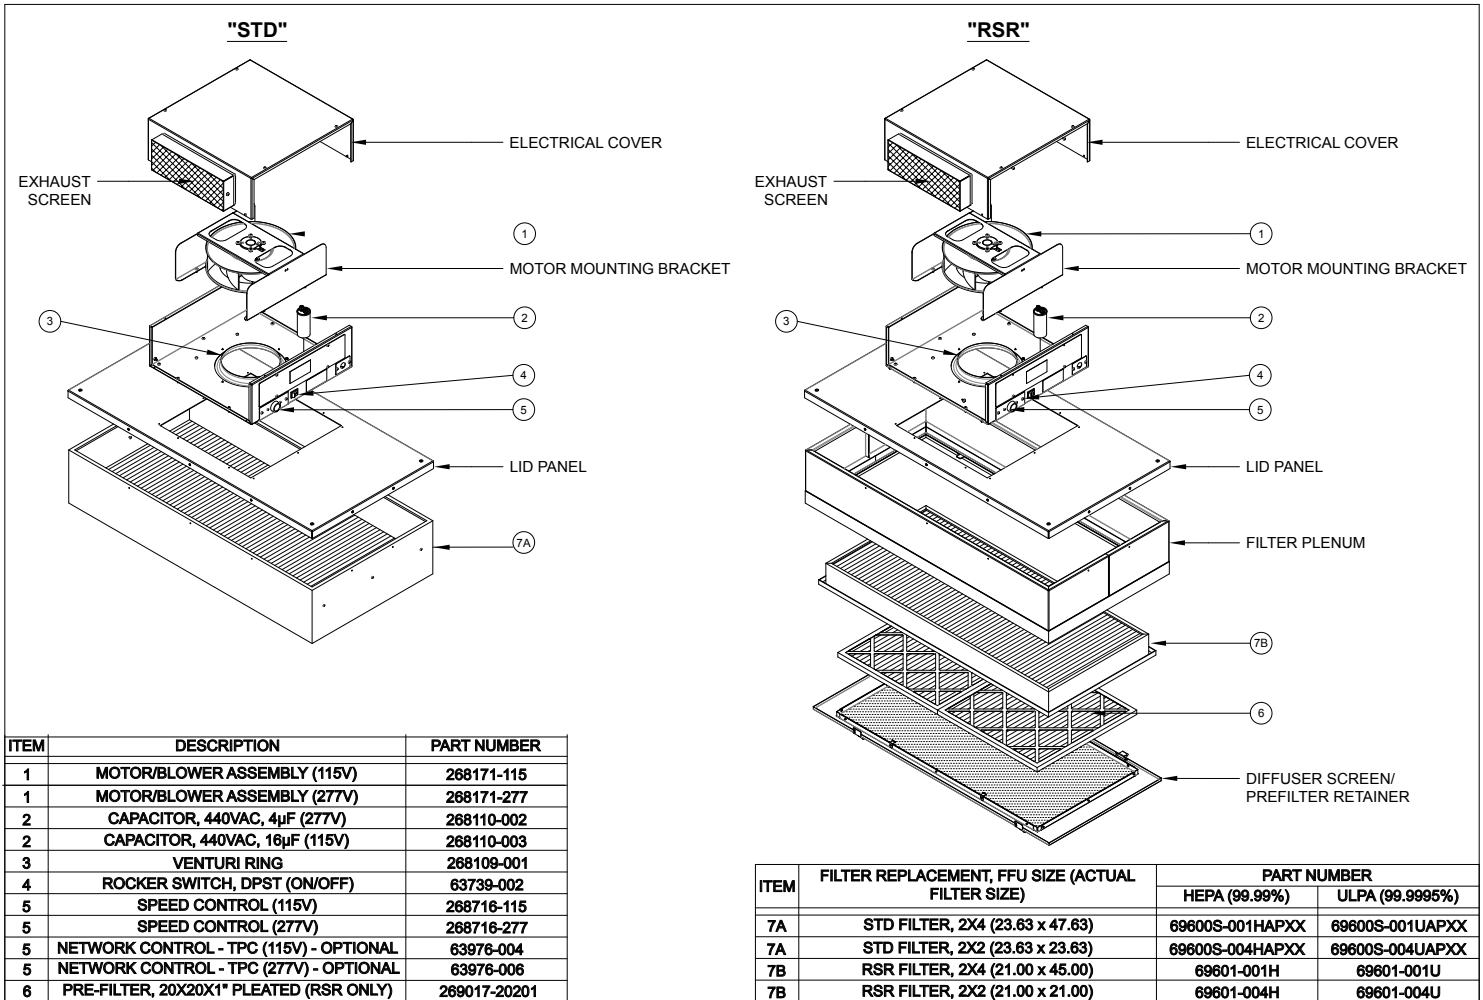 "STD"
ELECTRICAL COVER
EXHAUST
SCREEN
1
MOTOR MOUNTING BRACKET
3
2
4
5
LID PANEL
7A
"RSR"
ELECTRICAL COVER
EXHAUST
SCREEN
1
MOTOR MOUNTING BRACKET
3
2
4
5
LID PANEL
FILTER PLENUM
7B
6
DIFFUSER SCREEN/
PREFILTER RETAINER
ITEM DESCRIPTION PART NUMBER
1 MOTOR/BLOWER ASSEMBLY (115V) 268171-115
1 MOTOR/BLOWER ASSEMBLY (277V) 268171-277
2 CAPACITOR, 440VAC, 4µF (277V) 268110-002
2 CAPACITOR, 440VAC, 16µF (115V) 268110-003
3 VENTURI RING 268109-001
4 ROCKER SWITCH, DPST (ON/OFF) 63739-002
5 SPEED CONTROL (115V) 268716-115
5 SPEED CONTROL (277V) 268716-277
5 NETWORK CONTROL - TPC (115V) - OPTIONAL 63976-004
5 NETWORK CONTROL - TPC (277V) - OPTIONAL 63976-006
6 PRE-FILTER, 20X20X1" PLEATED (RSR ONLY) 269017-20201
ITEM FILTER REPLACEMENT, FFU SIZE (ACTUAL
FILTER SIZE)
PART NUMBER
HEPA (99.99%) ULPA (99.9995%)
7A STD FILTER, 2X4 (23.63 x 47.63) 69600S-001HAPXX 69600S-001UAPXX
7A STD FILTER, 2X2 (23.63 x 23.63) 69600S-004HAPXX 69600S-004UAPXX
7B RSR FILTER, 2X4 (21.00 x 45.00) 69601-001H 69601-001U
7B RSR FILTER, 2X2 (21.00 x 21.00) 69601-004H 69601-004U